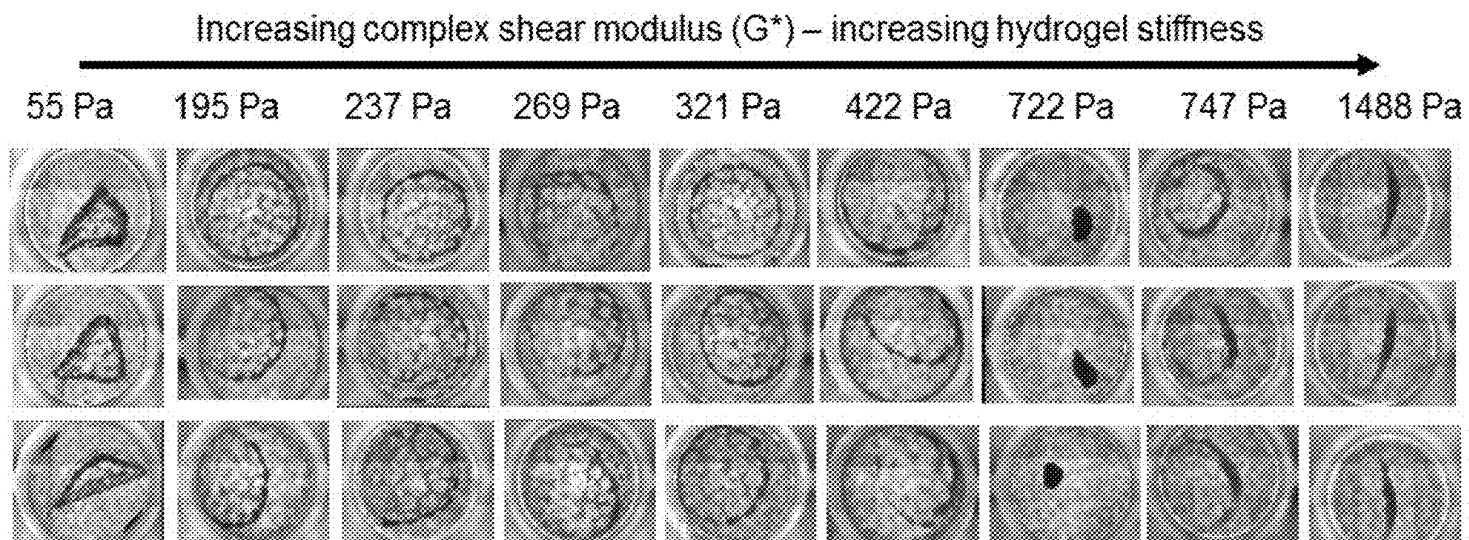 Increasing complex shear modulus (G*) – increasing hydrogel stiffness
55 Pa 195 Pa 237 Pa 269 Pa 321 Pa 422 Pa 722 Pa 747 Pa 1488 Pa